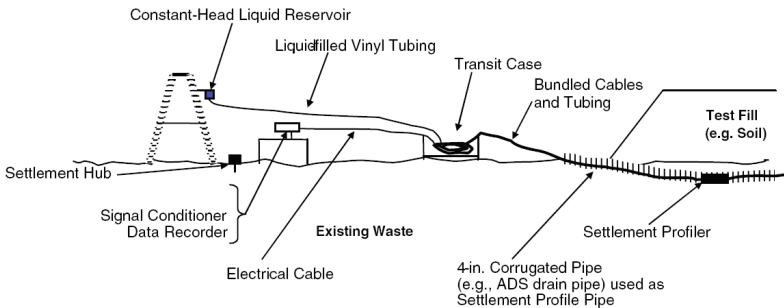 Constant-Head Liquid Reservoir
Liquidfilled Vinyl Tubing
Transit Case
Bundled Cables
and Tubing
Test Fill
(e.g. Soil)
Settlement Hub
Signal Conditioner
Data Recorder
Existing Waste
Settlement Profiler
Electrical Cable
4-in. Corrugated Pipe
(e.g., ADS drain pipe) used as
Settlement Profile Pipe